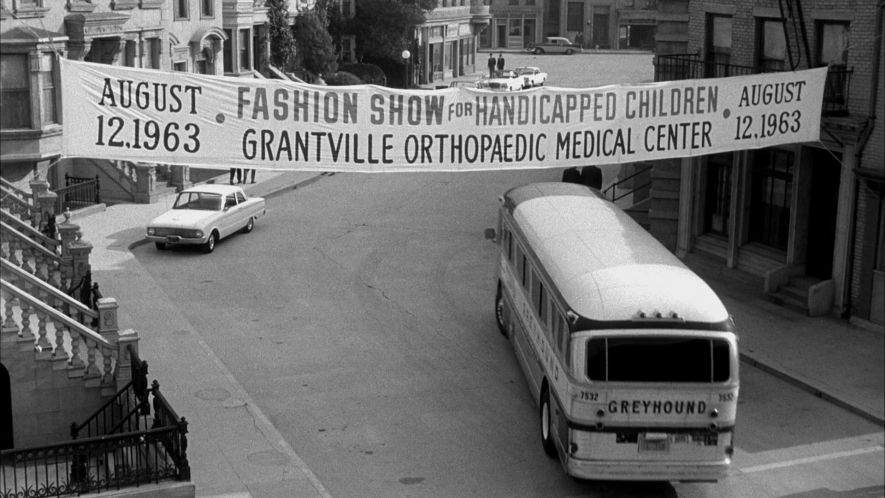 AUGUST 12,1963
FASHION SHOW FOR HANDICAPPED CHILDREN
GRANTVILLE ORTHOPAEDIC MEDICAL CENTER
AUGUST 12,1963
7532
7532
GREYHOUND